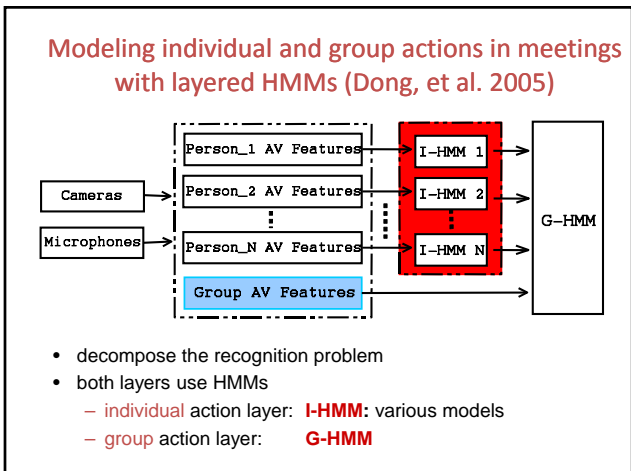 Modeling individual and group actions in meetings
with layered HMMs (Dong, et al. 2005)
Person_1 AV Features
I-HMM 1
Cameras
Person_2 AV Features
I-HMM 2
G-HMM
Microphones
Person_N AV Features
I-HMM N
Group AV Features
• decompose the recognition problem
• both layers use HMMs
– individual action layer: I-HMM: various models
– group action layer: G-HMM